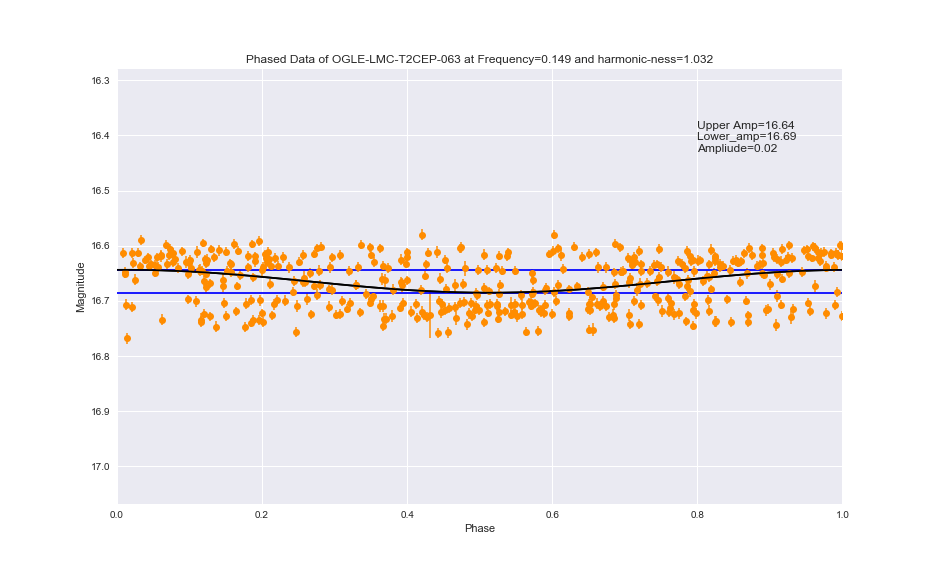 Phased Data of OGLE-LMC-T2CEP-063 at Frequency=0.149 and harmonic-ness=1.032
Upper Amp=16.64
Lower_amp=16.69
Ampliude=0.02
Magnitude
16.3
16.4
16.5
16.6
16.7
16.8
16.9
17.0
0.0 0.2 0.4 0.6 0.8 1.0
Phase